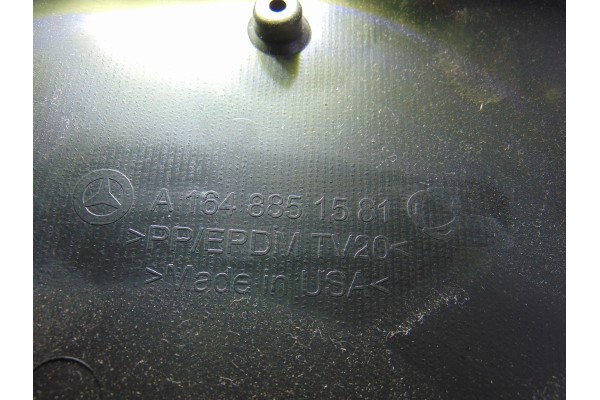 A 164 885 15 81
>PP/EPDM TV20<
>Made in USA<